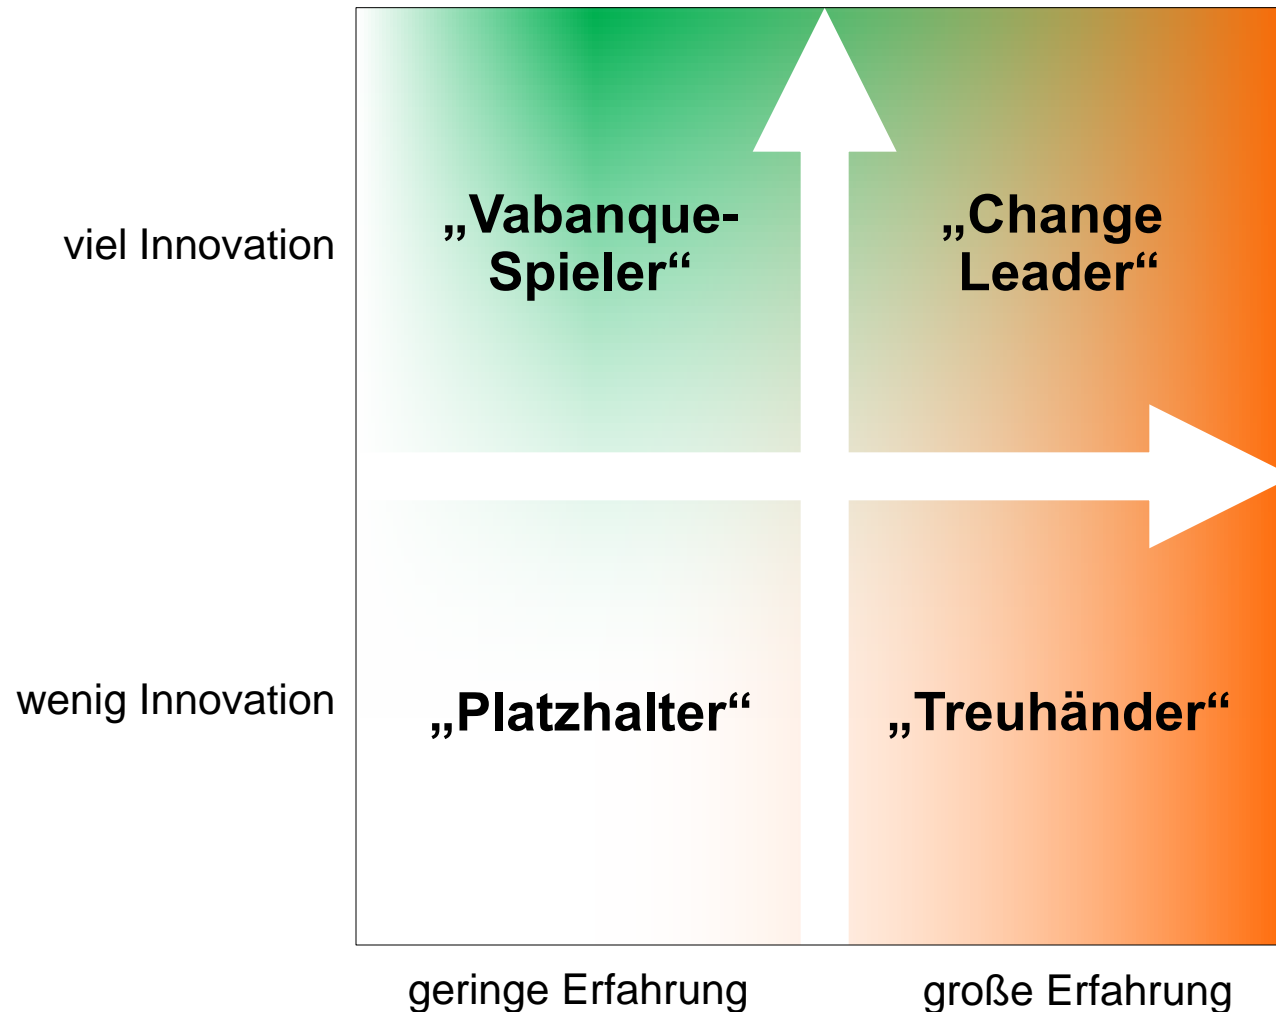 „Vabanque-
Spieler“
„Change
Leader“
viel Innovation
wenig Innovation
„Platzhalter“
„Treuhänder“
geringe Erfahrung
große Erfahrung